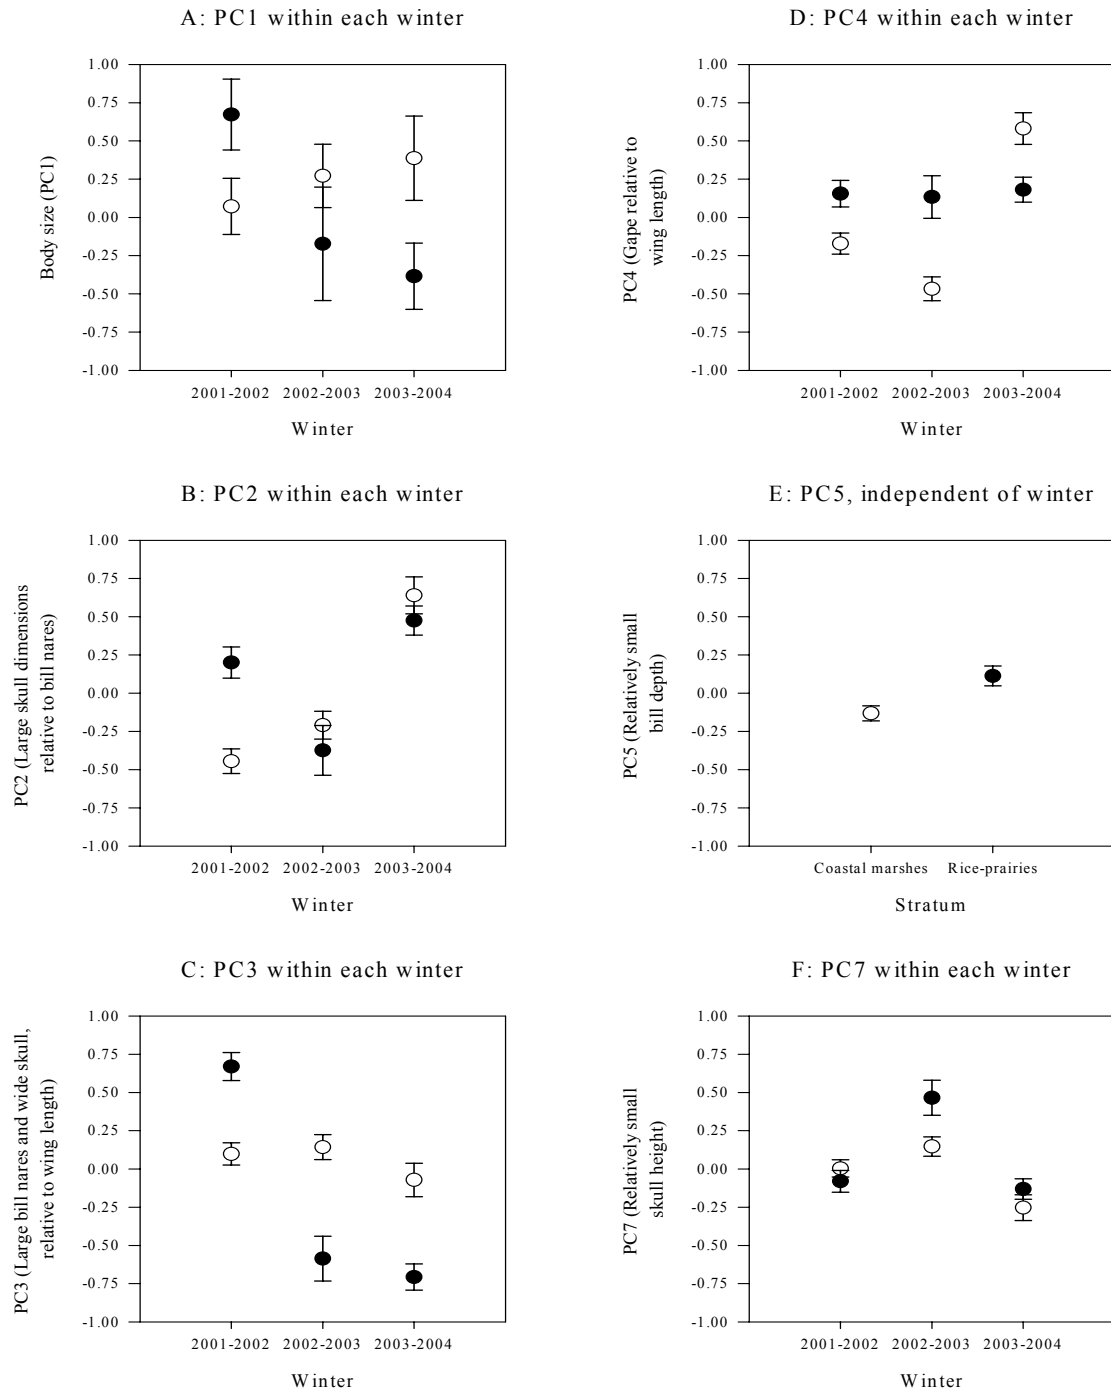 A: PC1 within each winter
Body size (PC1)
1.00
0.75
0.50
0.25
0.00
-0.25
-0.50
-0.75
-1.00
2001-2002 2002-2003 2003-2004
Winter
B: PC2 within each winter
PC2 (Large skull dimensions
relative to bill nares)
1.00
0.75
0.50
0.25
0.00
-0.25
-0.50
-0.75
-1.00
2001-2002 2002-2003 2003-2004
Winter
C: PC3 within each winter
PC3 (Large bill nares and wide skull,
relative to wing length)
1.00
0.75
0.50
0.25
0.00
-0.25
-0.50
-0.75
-1.00
2001-2002 2002-2003 2003-2004
Winter
D: PC4 within each winter
PC4 (Gape relative to
wing length)
1.00
0.75
0.50
0.25
0.00
-0.25
-0.50
-0.75
-1.00
2001-2002 2002-2003 2003-2004
Winter
E: PC5, independent of winter
PC5 (Relatively small
bill depth)
1.00
0.75
0.50
0.25
0.00
-0.25
-0.50
-0.75
-1.00
Coastal marshes Rice-prairies
Stratum
F: PC7 within each winter
PC7 (Relatively small
skull height)
1.00
0.75
0.50
0.25
0.00
-0.25
-0.50
-0.75
-1.00
2001-2002 2002-2003 2003-2004
Winter